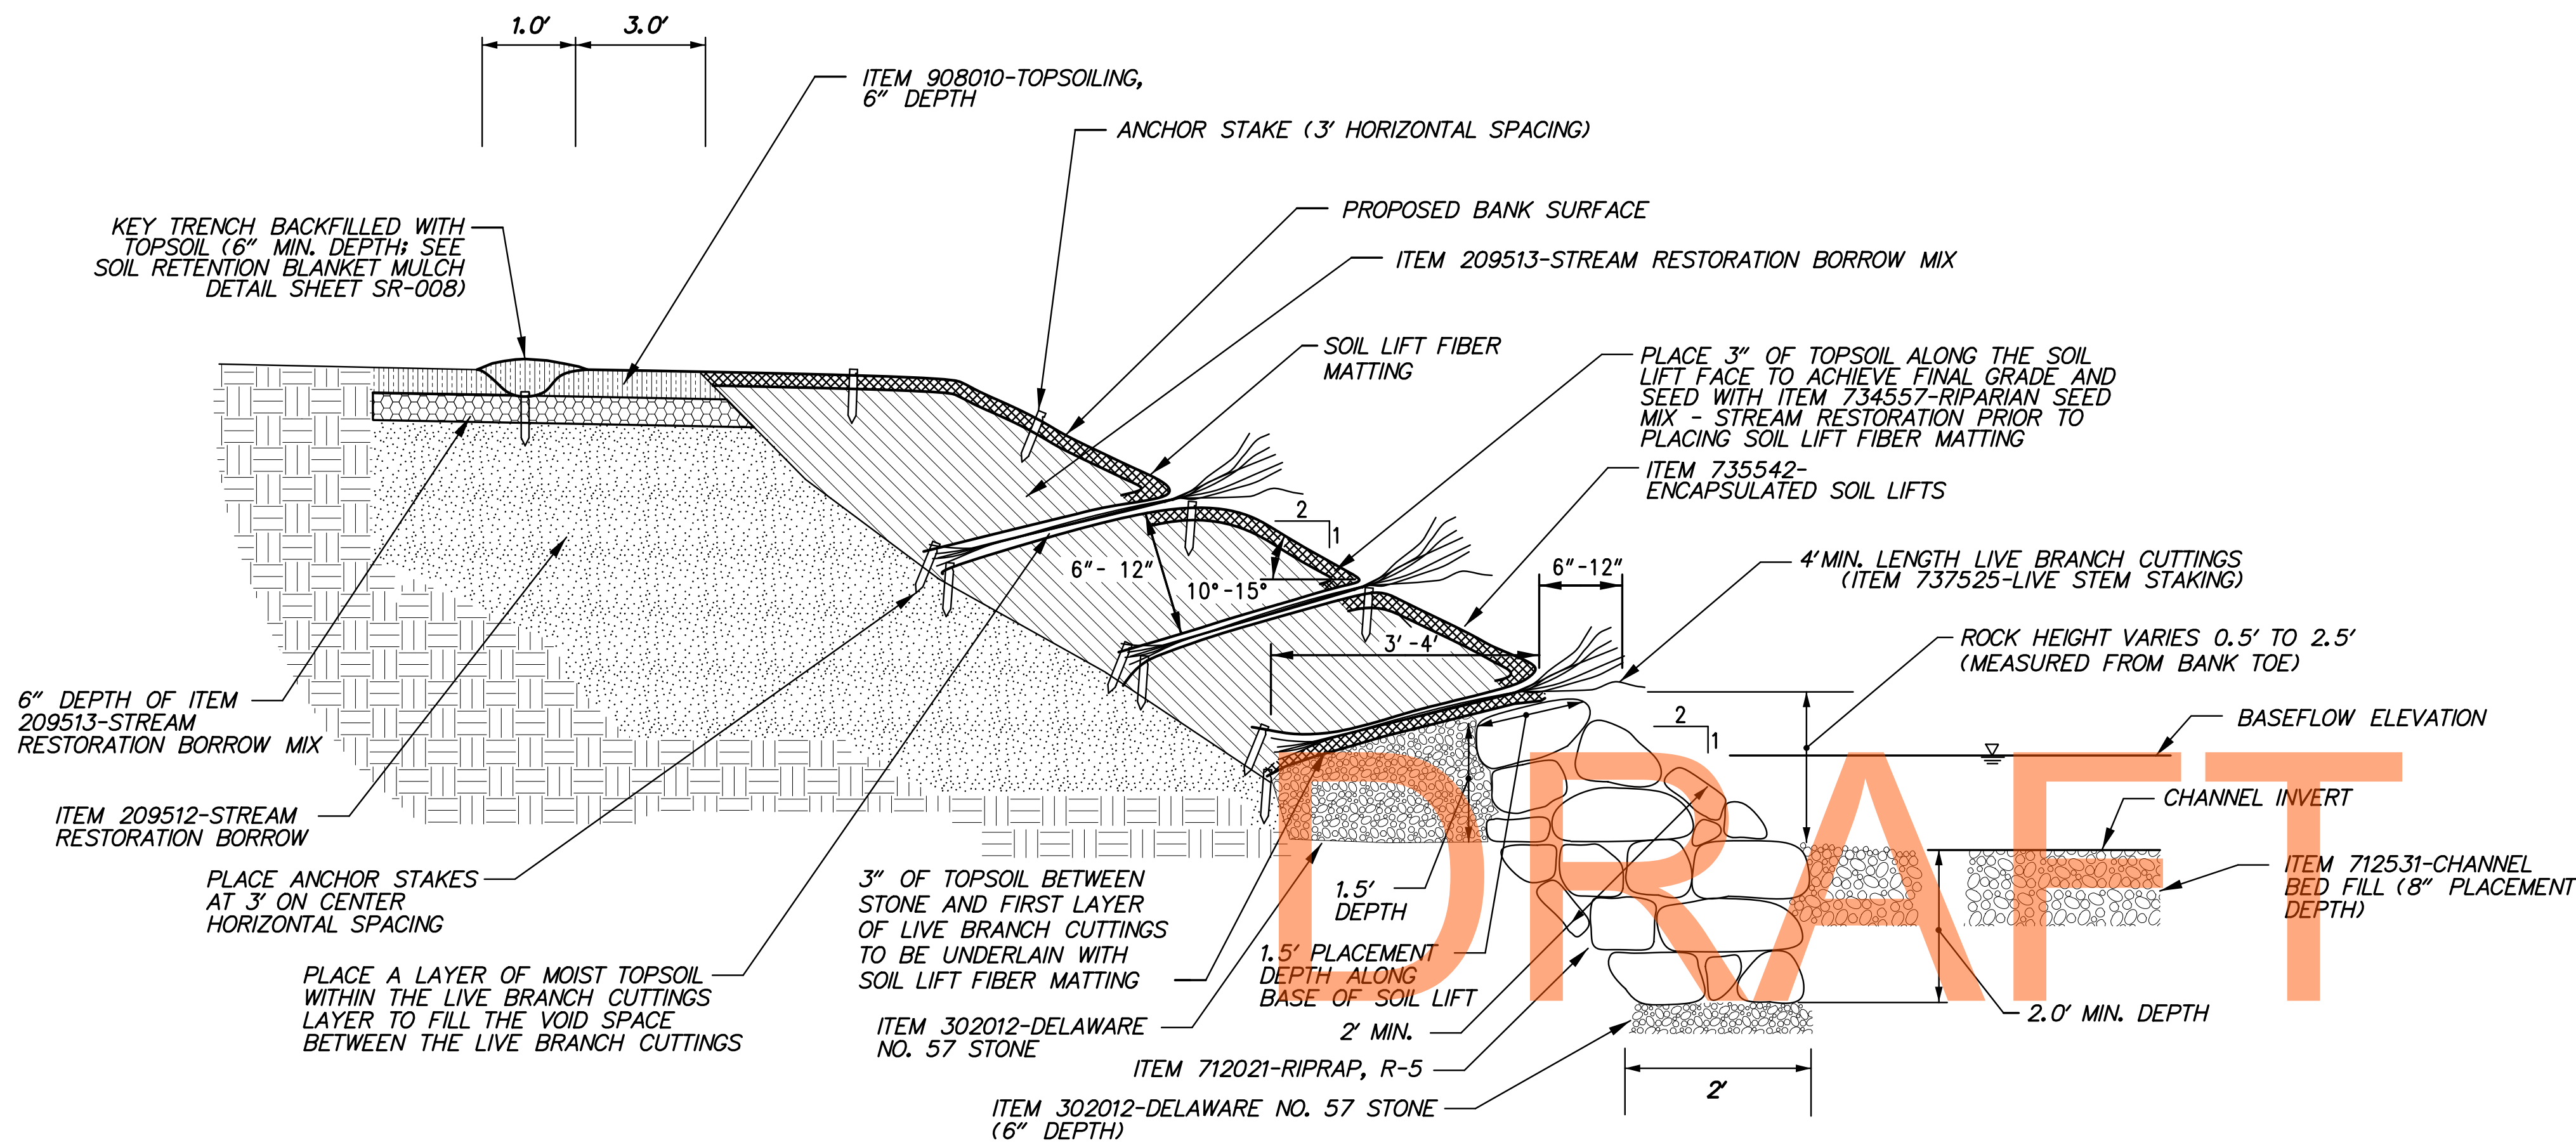 1.0'
3.0'
ITEM 908010-TOPSOILING,
6" DEPTH
ANCHOR STAKE (3' HORIZONTAL SPACING)
PROPOSED BANK SURFACE
KEY TRENCH BACKFILLED WITH
TOPSOIL (6" MIN. DEPTH; SEE
SOIL RETENTION BLANKET MULCH
DETAIL SHEET SR-008)
ITEM 209513-STREAM RESTORATION BORROW MIX
SOIL LIFT FIBER
MATTING
PLACE 3" OF TOPSOIL ALONG THE SOIL
LIFT FACE TO ACHIEVE FINAL GRADE AND
SEED WITH ITEM 734557-RIPARIAN SEED
MIX - STREAM RESTORATION PRIOR TO
PLACING SOIL LIFT FIBER MATTING
ITEM 735542-
ENCAPSULATED SOIL LIFTS
2
1
6"- 12"
10°-15°
6"-12"
4'MIN. LENGTH LIVE BRANCH CUTTINGS
(ITEM 737525-LIVE STEM STAKING)
3'-4'
ROCK HEIGHT VARIES 0.5' TO 2.5'
(MEASURED FROM BANK TOE)
2
1
BASEFLOW ELEVATION
CHANNEL INVERT
6" DEPTH OF ITEM
209513-STREAM
RESTORATION BORROW MIX
ITEM 209512-STREAM
RESTORATION BORROW
PLACE ANCHOR STAKES
AT 3' ON CENTER
HORIZONTAL SPACING
PLACE A LAYER OF MOIST TOPSOIL
WITHIN THE LIVE BRANCH CUTTINGS
LAYER TO FILL THE VOID SPACE
BETWEEN THE LIVE BRANCH CUTTINGS
3" OF TOPSOIL BETWEEN
STONE AND FIRST LAYER
OF LIVE BRANCH CUTTINGS
TO BE UNDERLAIN WITH
SOIL LIFT FIBER MATTING
ITEM 302012-DELAWARE
NO. 57 STONE
1.5'
DEPTH
1.5' PLACEMENT
DEPTH ALONG
BASE OF SOIL LIFT
2' MIN.
ITEM 712021-RIPRAP, R-5
ITEM 302012-DELAWARE NO. 57 STONE
(6" DEPTH)
2'
ITEM 712531-CHANNEL
BED FILL (8" PLACEMENT
DEPTH)
2.0' MIN. DEPTH
DRAFT